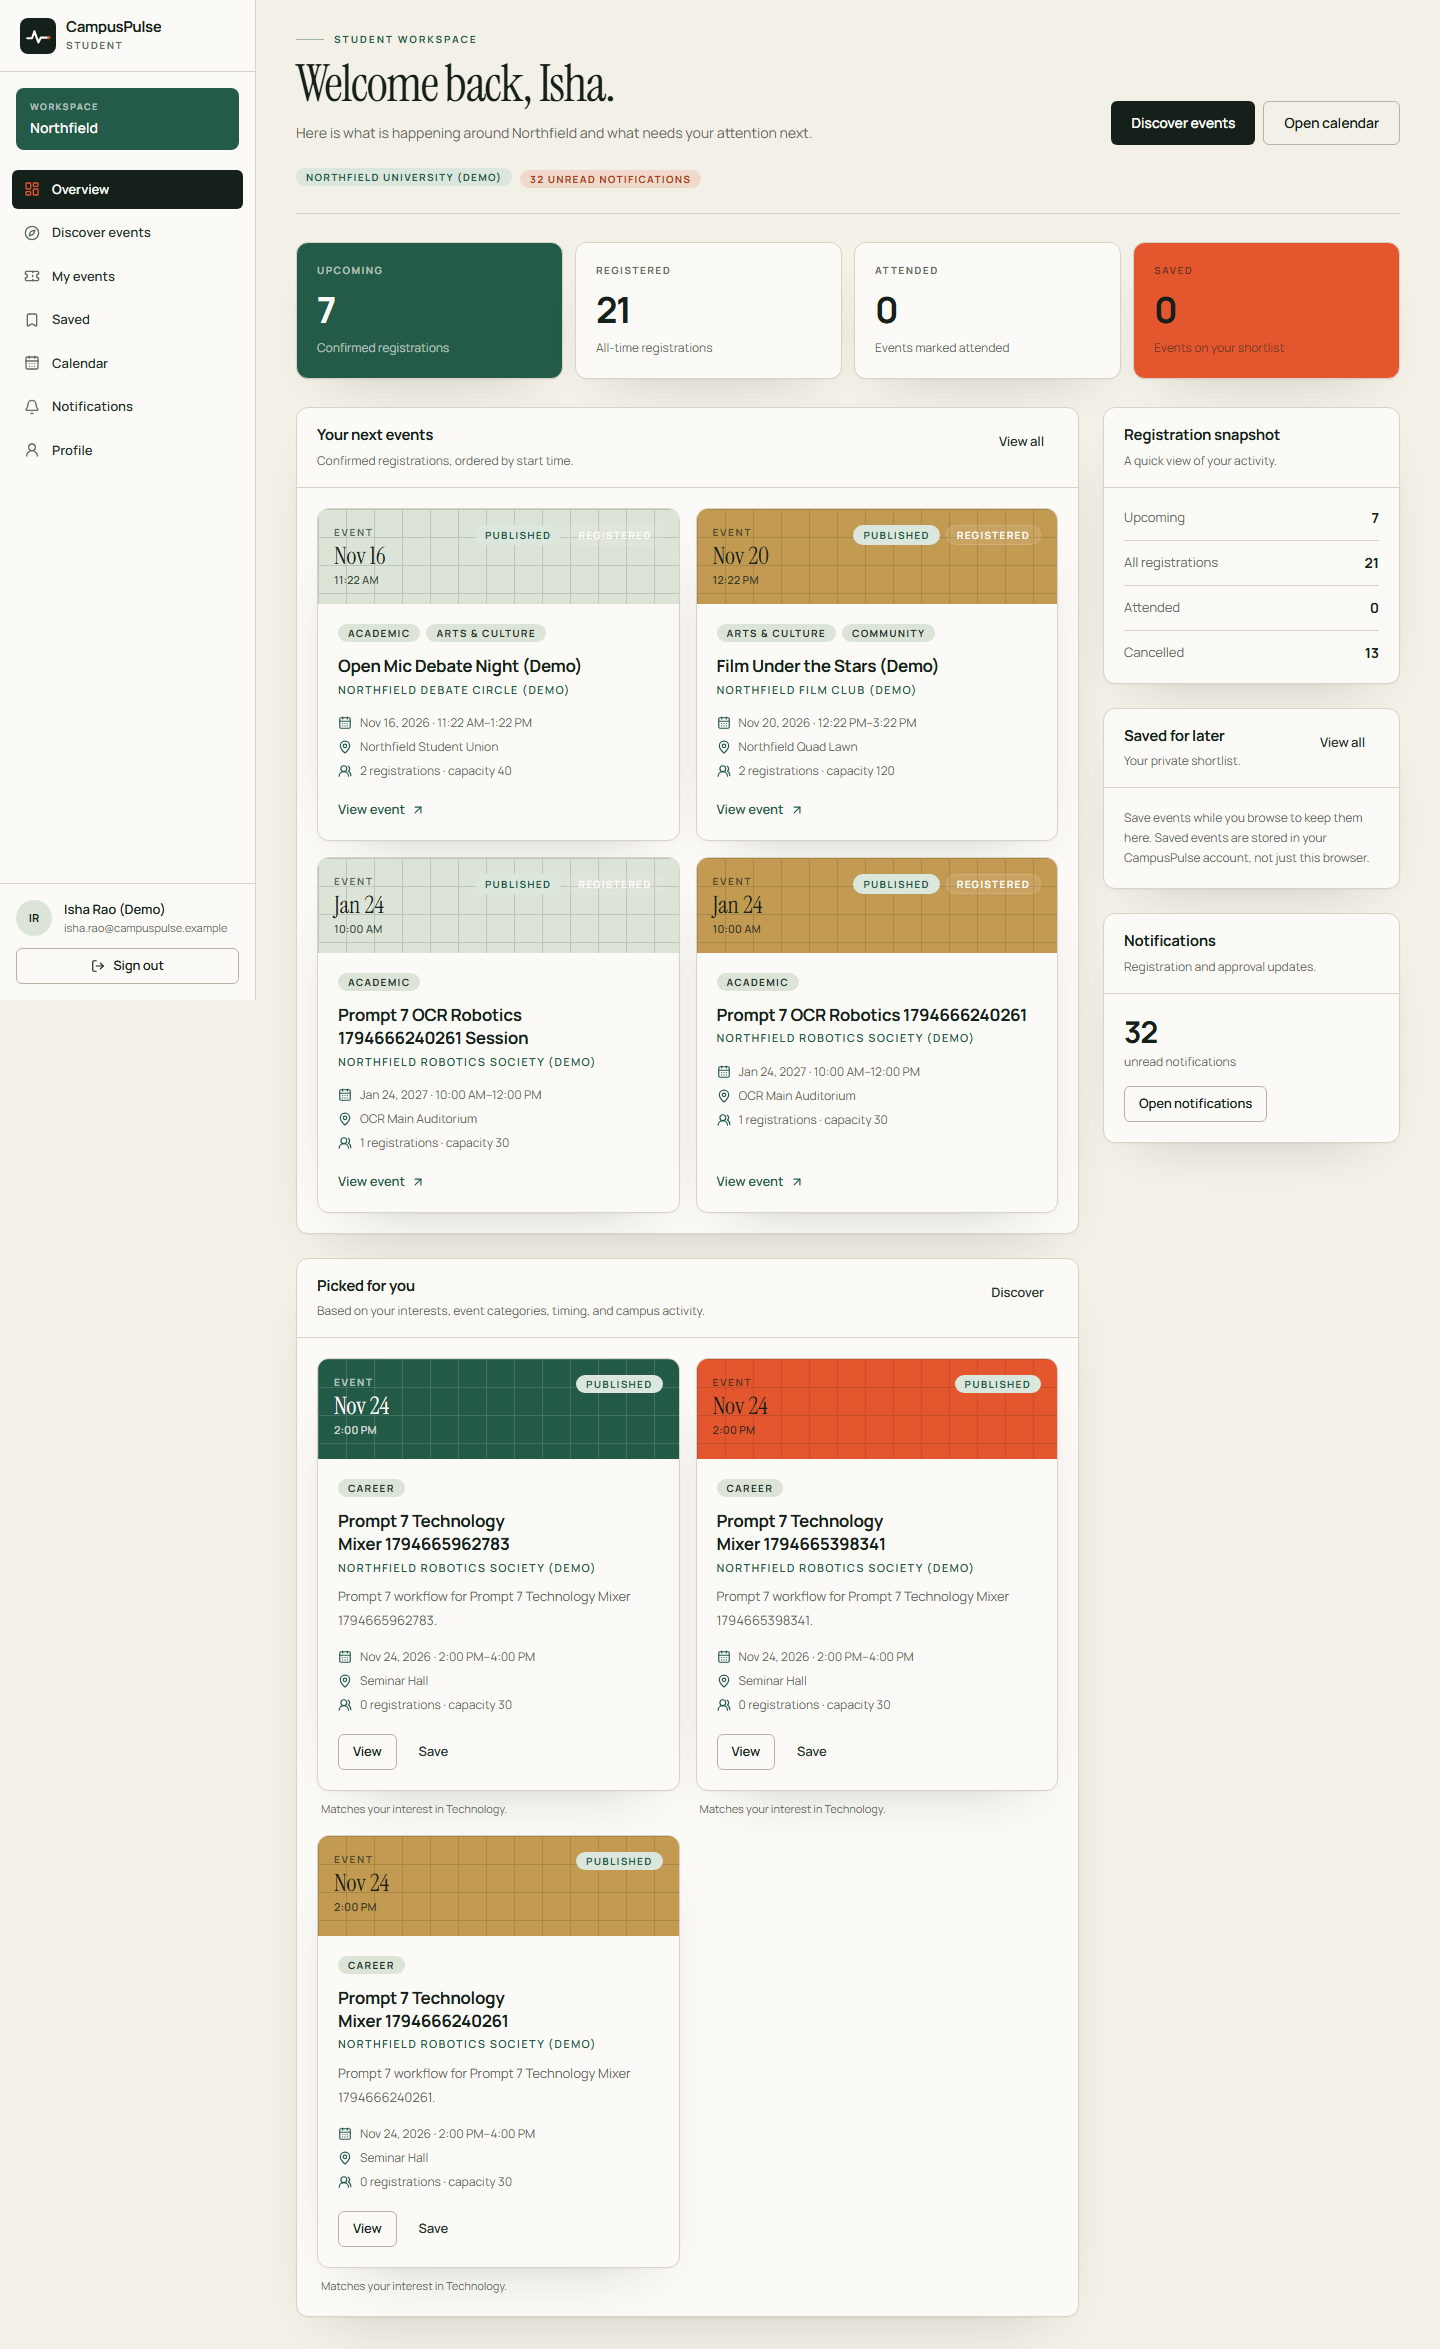 CampusPulse
STUDENT
WORKSPACE
Northfield
Overview
Discover events
My events
Saved
Calendar
Notifications
Profile
IR
Isha Rao (Demo)
isha.rao@campuspulse.example
Sign out
STUDENT WORKSPACE
Welcome back, Isha.
Here is what is happening around Northfield and what needs your attention next.
Discover events
Open calendar
NORTHFIELD UNIVERSITY (DEMO)
32 UNREAD NOTIFICATIONS
UPCOMING
7
Confirmed registrations
REGISTERED
21
All-time registrations
ATTENDED
0
Events marked attended
SAVED
0
Events on your shortlist
Your next events
Confirmed registrations, ordered by start time.
View all
EVENT
Nov 16
11:22 AM
PUBLISHED
REGISTERED
ACADEMIC
ARTS & CULTURE
Open Mic Debate Night (Demo)
NORTHFIELD DEBATE CIRCLE (DEMO)
Nov 16, 2026 · 11:22 AM–1:22 PM
Northfield Student Union
2 registrations · capacity 40
View event
EVENT
Nov 20
12:22 PM
PUBLISHED
REGISTERED
ARTS & CULTURE
COMMUNITY
Film Under the Stars (Demo)
NORTHFIELD FILM CLUB (DEMO)
Nov 20, 2026 · 12:22 PM–3:22 PM
Northfield Quad Lawn
2 registrations · capacity 120
View event
EVENT
Jan 24
10:00 AM
PUBLISHED
REGISTERED
ACADEMIC
Prompt 7 OCR Robotics
1794666240261 Session
NORTHFIELD ROBOTICS SOCIETY (DEMO)
Jan 24, 2027 · 10:00 AM–12:00 PM
OCR Main Auditorium
1 registrations · capacity 30
View event
EVENT
Jan 24
10:00 AM
PUBLISHED
REGISTERED
ACADEMIC
Prompt 7 OCR Robotics 1794666240261
NORTHFIELD ROBOTICS SOCIETY (DEMO)
Jan 24, 2027 · 10:00 AM–12:00 PM
OCR Main Auditorium
1 registrations · capacity 30
View event
Registration snapshot
A quick view of your activity.
Upcoming 7
All registrations 21
Attended 0
Cancelled 13
Saved for later
Your private shortlist.
View all
Save events while you browse to keep them
here. Saved events are stored in your
CampusPulse account, not just this browser.
Notifications
Registration and approval updates.
32
unread notifications
Open notifications
Picked for you
Based on your interests, event categories, timing, and campus activity.
Discover
EVENT
Nov 24
2:00 PM
PUBLISHED
CAREER
Prompt 7 Technology
Mixer 1794665962783
NORTHFIELD ROBOTICS SOCIETY (DEMO)
Prompt 7 workflow for Prompt 7 Technology Mixer
1794665962783.
Nov 24, 2026 · 2:00 PM–4:00 PM
Seminar Hall
0 registrations · capacity 30
View
Save
Matches your interest in Technology.
EVENT
Nov 24
2:00 PM
PUBLISHED
CAREER
Prompt 7 Technology
Mixer 1794665398341
NORTHFIELD ROBOTICS SOCIETY (DEMO)
Prompt 7 workflow for Prompt 7 Technology Mixer
1794665398341.
Nov 24, 2026 · 2:00 PM–4:00 PM
Seminar Hall
0 registrations · capacity 30
View
Save
Matches your interest in Technology.
EVENT
Nov 24
2:00 PM
PUBLISHED
CAREER
Prompt 7 Technology
Mixer 1794666240261
NORTHFIELD ROBOTICS SOCIETY (DEMO)
Prompt 7 workflow for Prompt 7 Technology Mixer
1794666240261.
Nov 24, 2026 · 2:00 PM–4:00 PM
Seminar Hall
0 registrations · capacity 30
View
Save
Matches your interest in Technology.